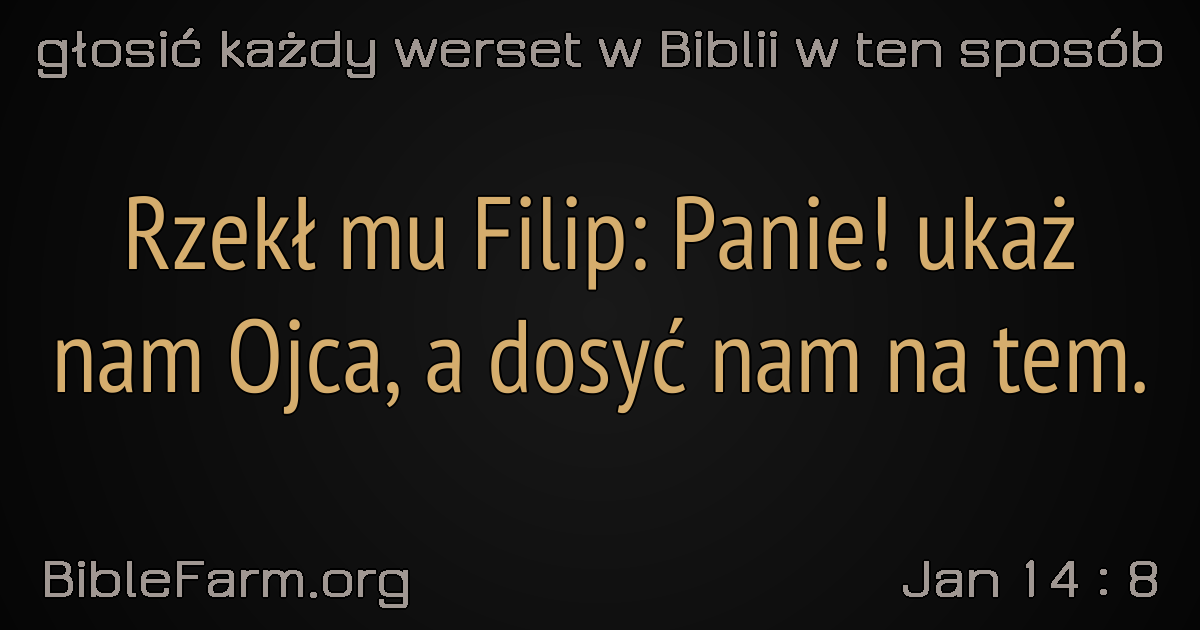 głosić każdy werset w Biblii w ten sposób
Rzekł mu Filip: Panie! ukaż
nam Ojca, a dosyć nam na tem.
BibleFarm.org
Jan 14 : 8